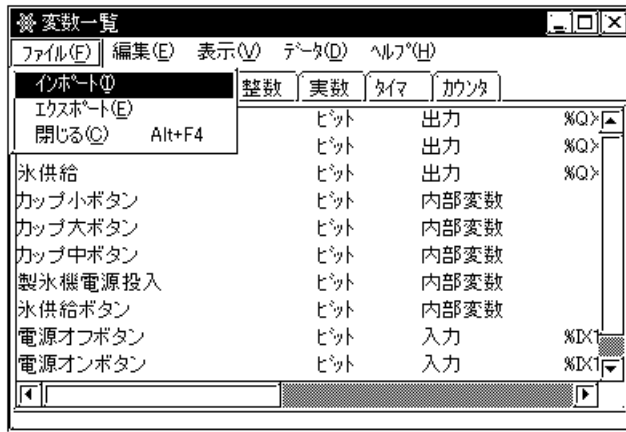 変数一覧
ファイル(F) 編集(E) 表示(V) データ(D) ヘルプ(H)
インポート(I)
エクスポート(E)
閉じる(C) Alt+F4
整数 実数 タイマ カウンタ
ビット 出力 %QX
ビット 出力 %QX
氷供給 ビット 出力 %QX
カップ小ボタン ビット 内部変数
カップ大ボタン ビット 内部変数
カップ中ボタン ビット 内部変数
製氷機電源投入 ビット 内部変数
氷供給ボタン ビット 内部変数
電源オフボタン ビット 入力 %IX1
電源オンボタン ビット 入力 %IX1